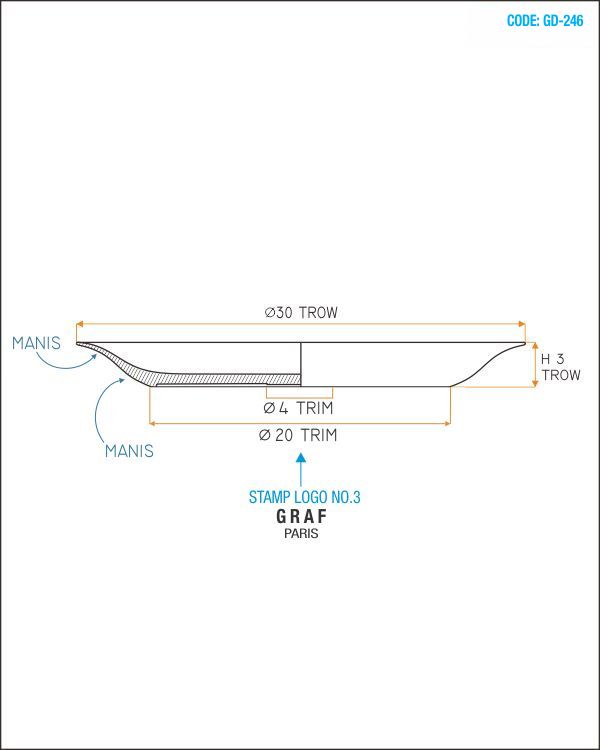 CODE: GD-246
Ø30 TROW
MANIS
H 3
TROW
Ø 4 TRIM
Ø 20 TRIM
MANIS
STAMP LOGO NO.3
GRAF
PARIS